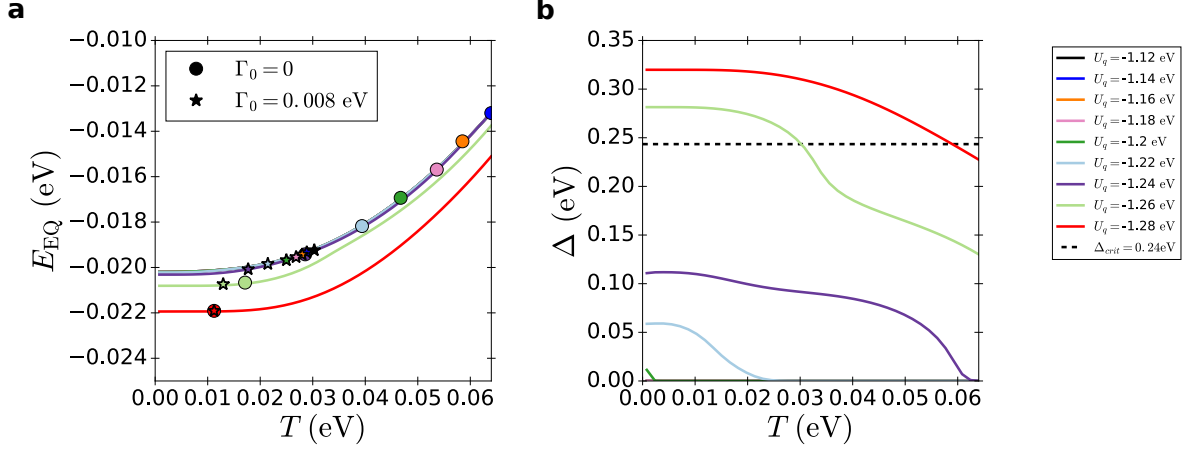 a
−0.010
−0.012
−0.014
−0.016
−0.018
−0.020
−0.022
−0.024
E_EQ (eV)
Γ₀ = 0
Γ₀ = 0.008 eV
0.00 0.01 0.02 0.03 0.04 0.05 0.06
T (eV)
b
0.35
0.30
0.25
0.20
0.15
0.10
0.05
0.00
Δ (eV)
0.00 0.01 0.02 0.03 0.04 0.05 0.06
T (eV)
U_q = -1.12 eV
U_q = -1.14 eV
U_q = -1.16 eV
U_q = -1.18 eV
U_q = -1.2 eV
U_q = -1.22 eV
U_q = -1.24 eV
U_q = -1.26 eV
U_q = -1.28 eV
Δ_crit = 0.24eV